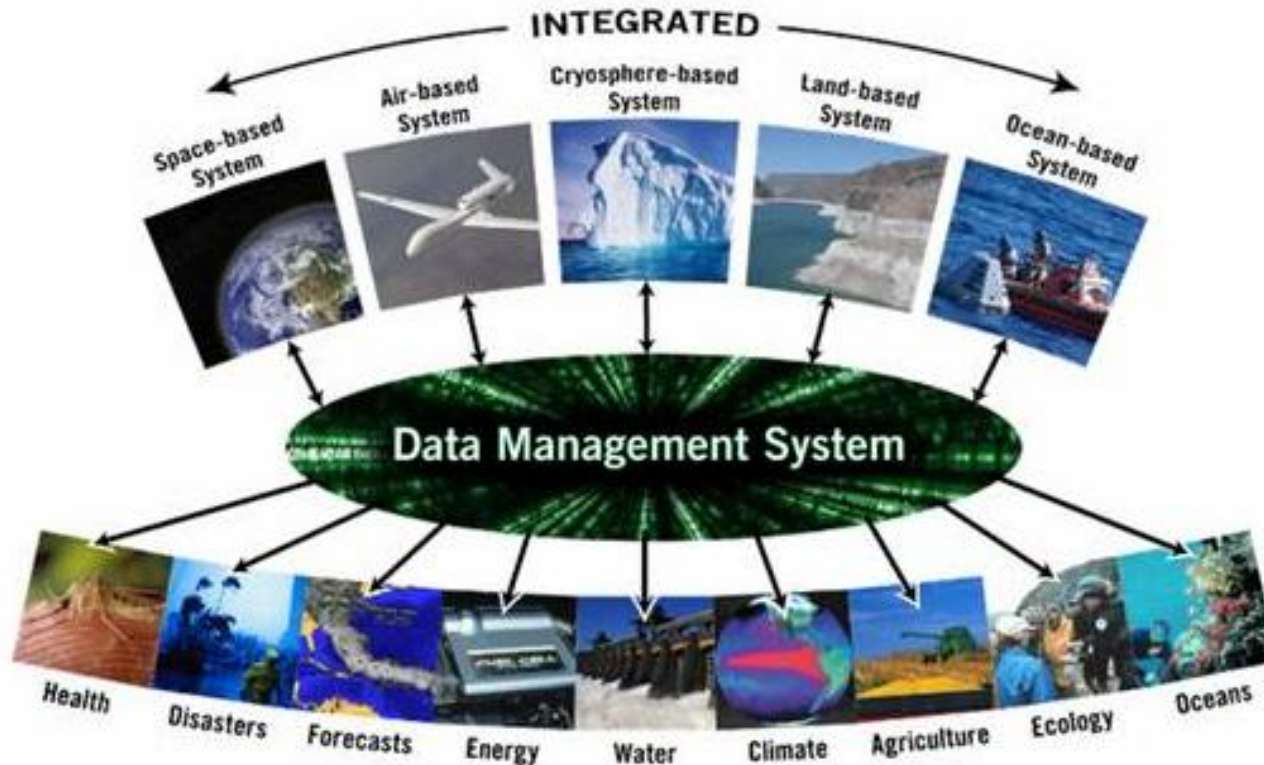 INTEGRATED
Space-based
System
Air-based
System
Cryosphere-based
System
Land-based
System
Ocean-based
System
Data Management System
Health
Disasters
Forecasts
Energy
Water
Climate
Agriculture
Ecology
Oceans